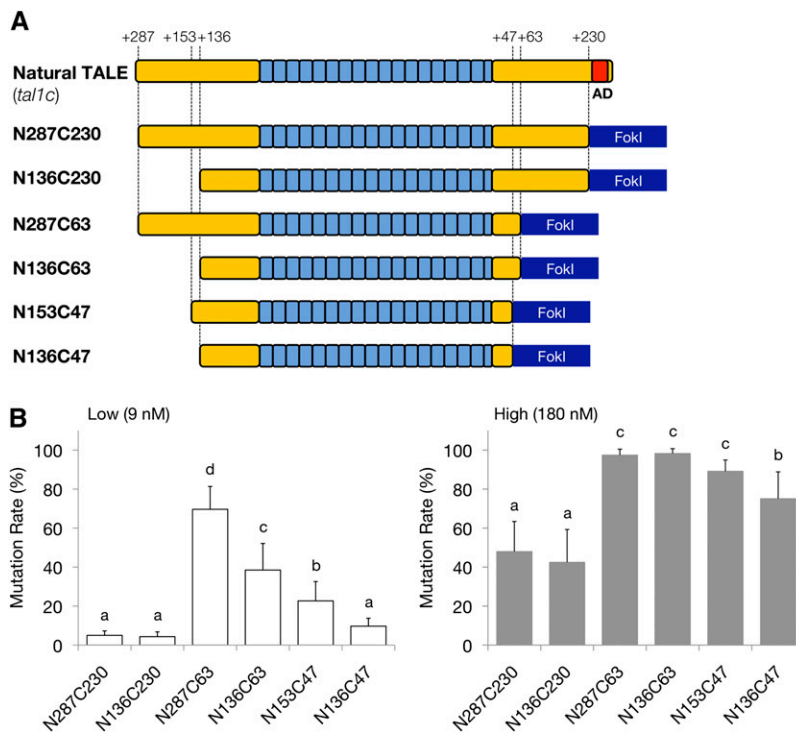 A
+287 +153 +136 +47 +63 +230
Natural TALE
(tal1c)
AD
N287C230
FokI
N136C230
FokI
N287C63
FokI
N136C63
FokI
N153C47
FokI
N136C47
FokI
B
Low (9 nM)
High (180 nM)
Mutation Rate (%)
100
80
60
40
20
0
a
a
d
c
b
a
N287C230
N136C230
N287C63
N136C63
N153C47
N136C47
Mutation Rate (%)
100
80
60
40
20
0
a
a
c
c
c
b
N287C230
N136C230
N287C63
N136C63
N153C47
N136C47